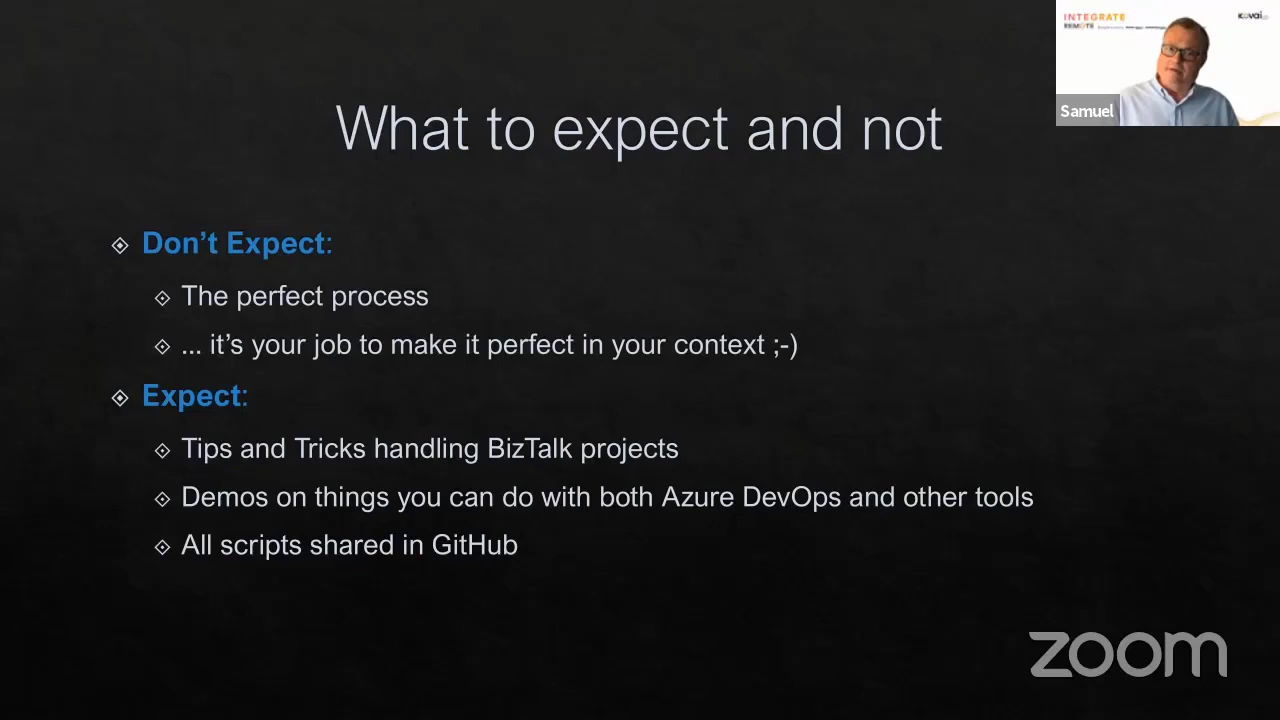 INTEGRATE
REMOTE
kovai
Samuel
What to expect and not
Don’t Expect:
The perfect process
... it’s your job to make it perfect in your context ;-)
Expect:
Tips and Tricks handling BizTalk projects
Demos on things you can do with both Azure DevOps and other tools
All scripts shared in GitHub
zoom